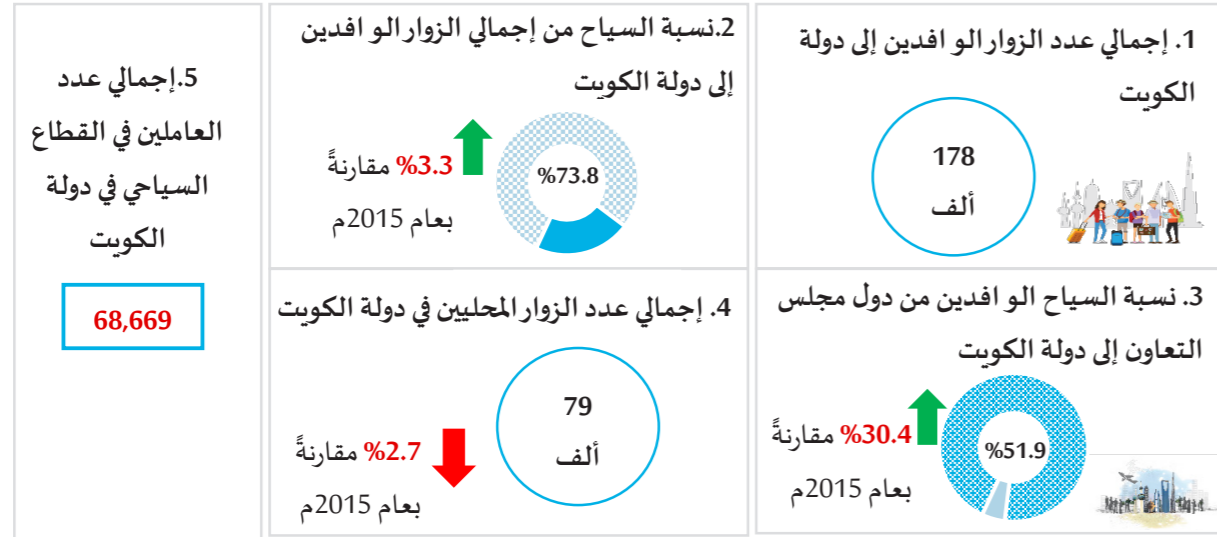 1. إجمالي عدد الزوار الو افدين إلى دولة
الكويت
178
ألف
2.نسبة السياح من إجمالي الزوار الو افدين
إلى دولة الكويت
%73.8
%3.3 مقارنةً
بعام 2015م
3. نسبة السياح الو افدين من دول مجلس
التعاون إلى دولة الكويت
%51.9
%30.4 مقارنةً
بعام 2015م
4. إجمالي عدد الزوار المحليين في دولة الكويت
79
ألف
%2.7 مقارنةً
بعام 2015م
5.إجمالي عدد
العاملين في القطاع
السياحي في دولة
الكويت
68,669